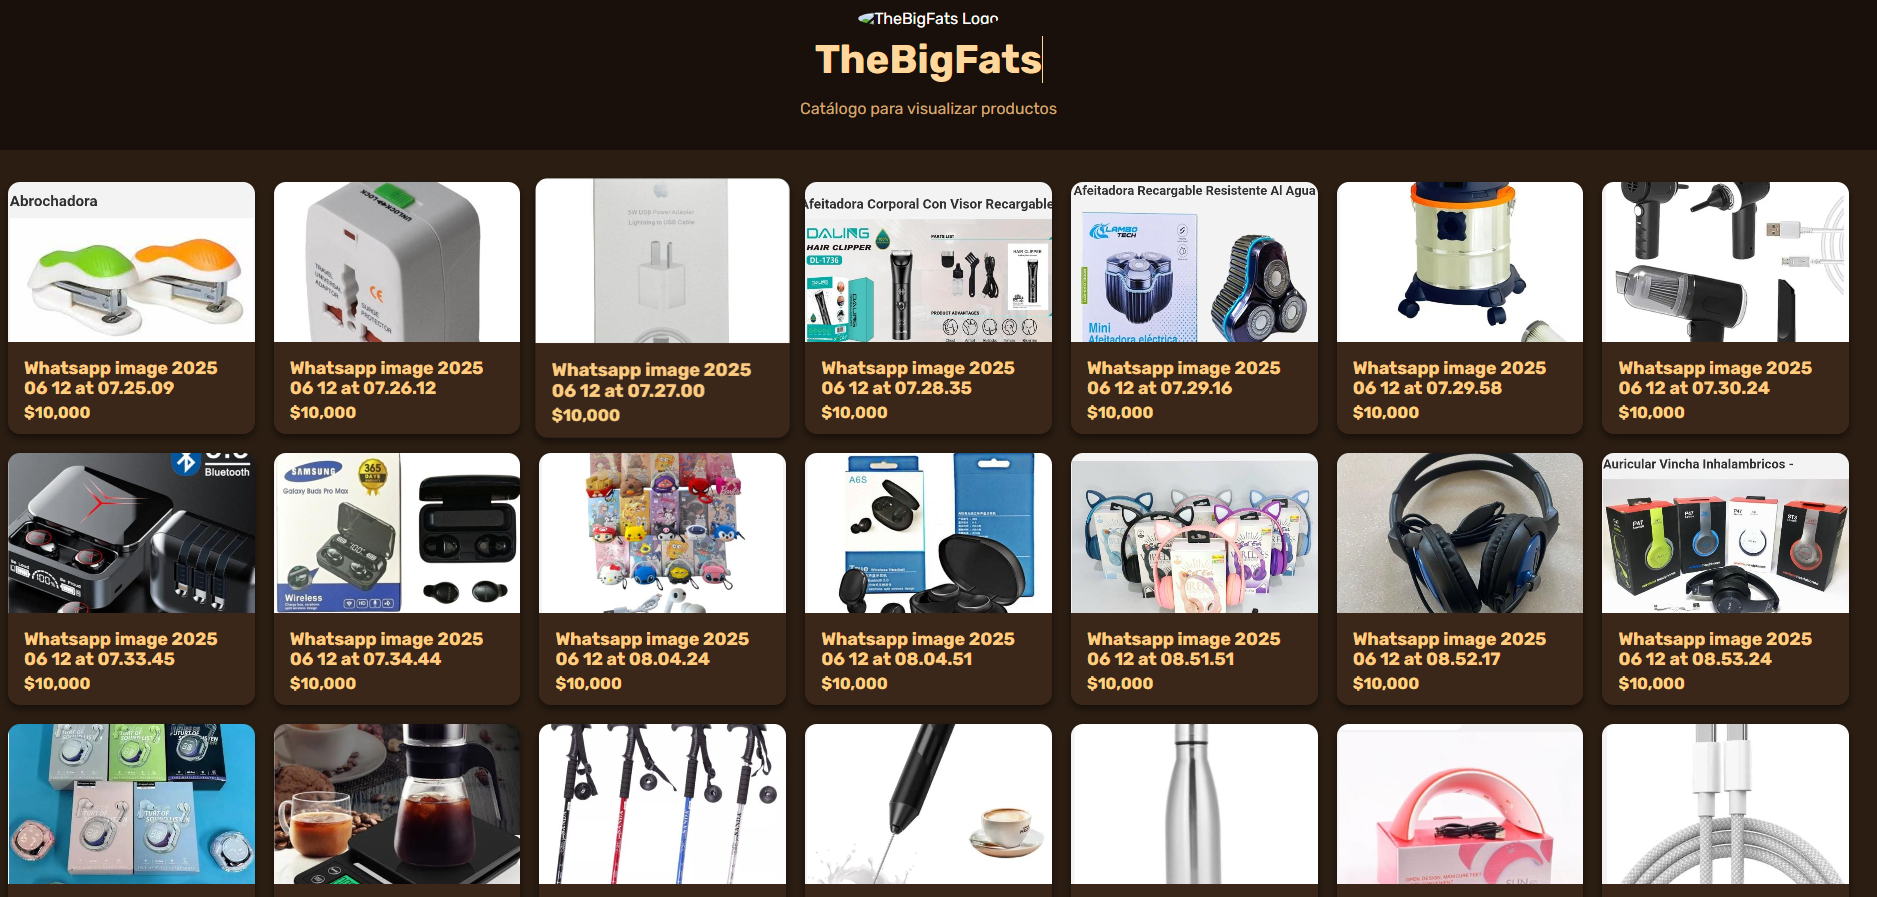 TheBigFats Logo
TheBigFats
Catálogo para visualizar productos
Abrochadora
UNLOCK LOCK
TRAVEL
UNIVERSAL
ADAPTOR
CE
SURGE
PROTECTOR
5W USB Power Adapter
Lightning to USB Cable
Afeitadora Corporal Con Visor Recargable
DALING
HAIR CLIPPER
DL-1736
PARTS LIST
HAIR CLIPPER
DALING
PRODUCT ADVANTAGES
Afeitadora Recargable Resistente Al Agua
LAMBO
TECH
Mini
Afeitadora eléctrica
Whatsapp image 2025
06 12 at 07.25.09
$10,000
Whatsapp image 2025
06 12 at 07.26.12
$10,000
Whatsapp image 2025
06 12 at 07.27.00
$10,000
Whatsapp image 2025
06 12 at 07.28.35
$10,000
Whatsapp image 2025
06 12 at 07.29.16
$10,000
Whatsapp image 2025
06 12 at 07.29.58
$10,000
Whatsapp image 2025
06 12 at 07.30.24
$10,000
Bluetooth
SAMSUNG
Galaxy Buds Pro Max
365
DAYS
Wireless
A6S
True Wireless Headset
Auricular Vincha Inhalambricos -
P47
P47
P47
Whatsapp image 2025
06 12 at 07.33.45
$10,000
Whatsapp image 2025
06 12 at 07.34.44
$10,000
Whatsapp image 2025
06 12 at 08.04.24
$10,000
Whatsapp image 2025
06 12 at 08.04.51
$10,000
Whatsapp image 2025
06 12 at 08.51.51
$10,000
Whatsapp image 2025
06 12 at 08.52.17
$10,000
Whatsapp image 2025
06 12 at 08.53.24
$10,000